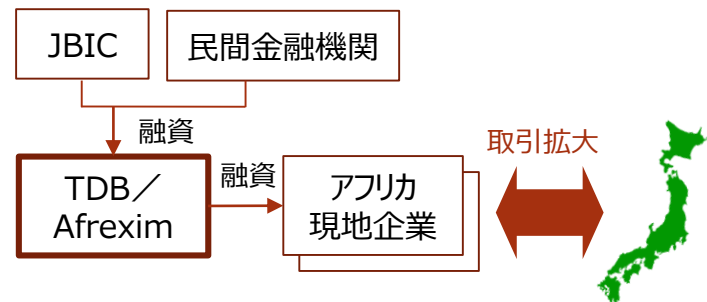 JBIC
民間金融機関
融資
取引拡大
TDB／
Afrexim
融資
アフリカ
現地企業